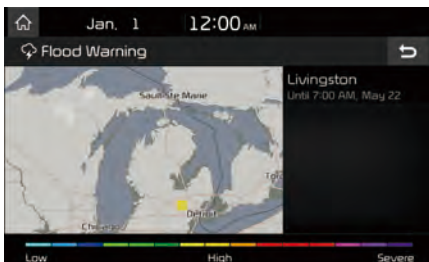 Jan. 1 12:00 AM
Flood Warning
Livingston
Until 7:00 AM, May 22
Sault Ste Marie
Detroit
Chicago
Low High Severe